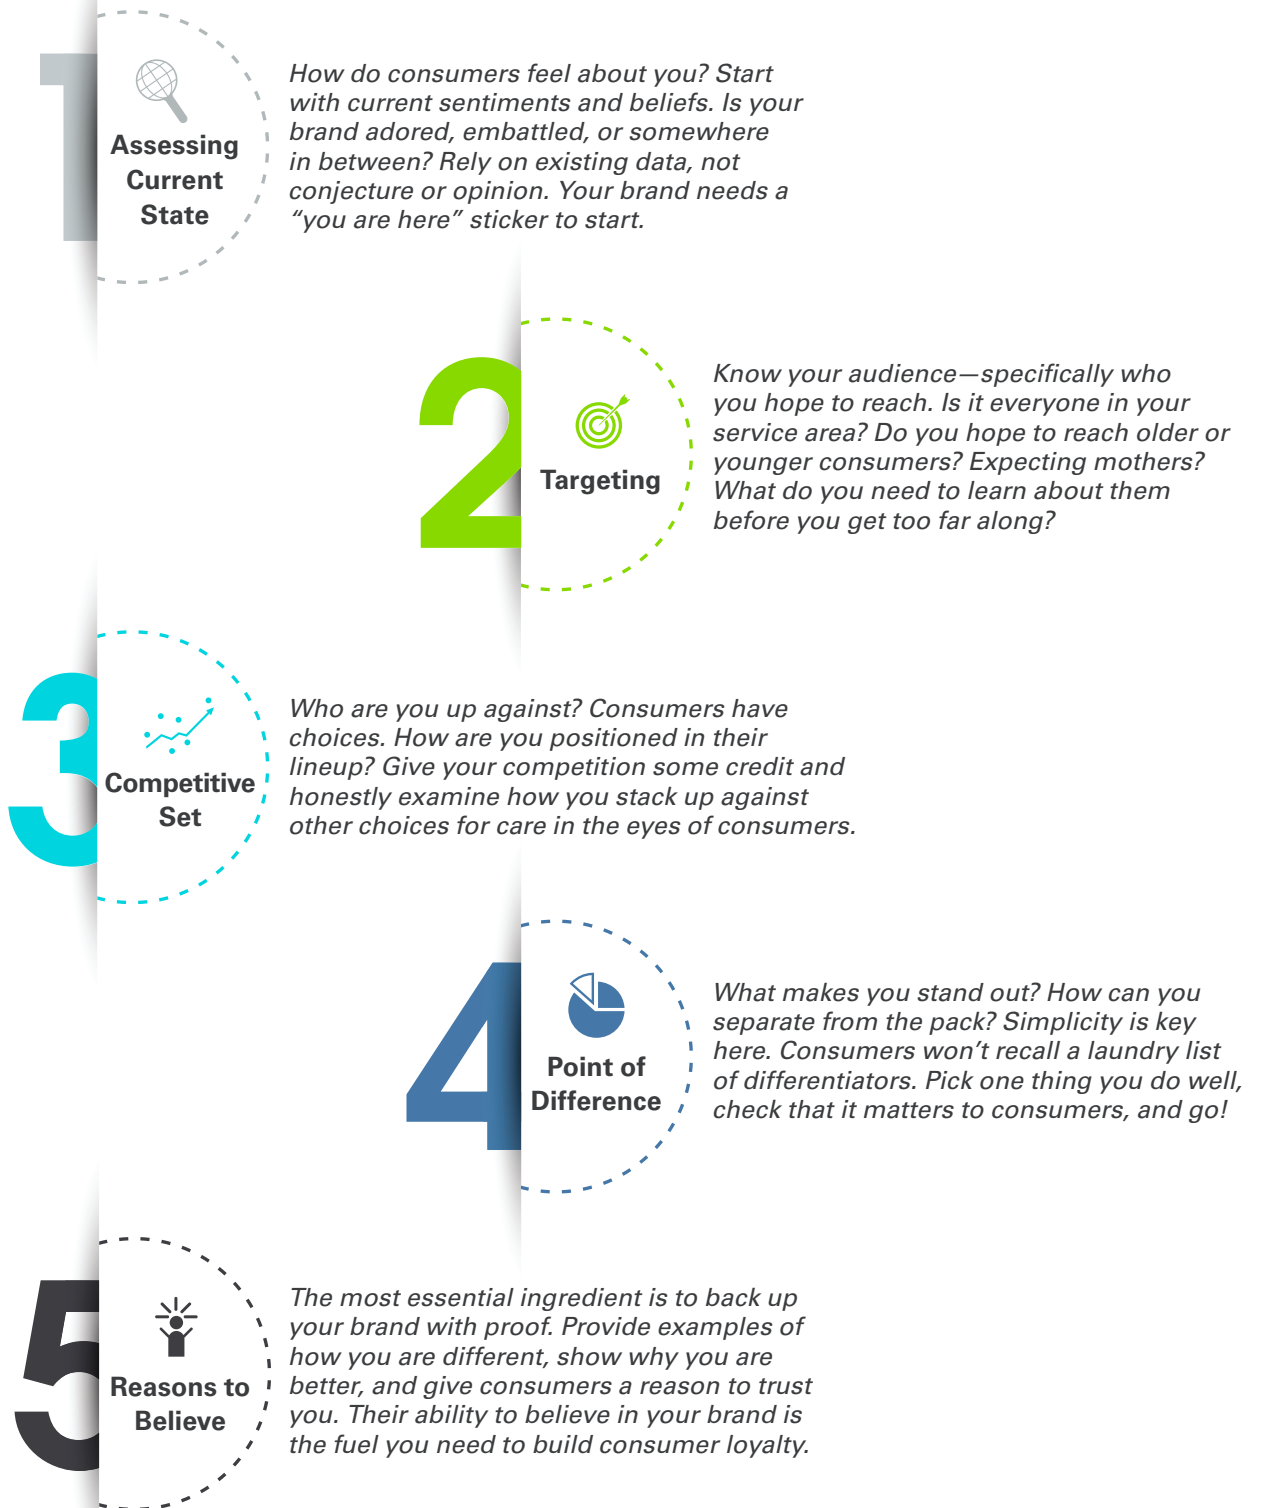 1
Assessing
Current
State
How do consumers feel about you? Start
with current sentiments and beliefs. Is your
brand adored, embattled, or somewhere
in between? Rely on existing data, not
conjecture or opinion. Your brand needs a
“you are here” sticker to start.
2
Targeting
Know your audience—specifically who
you hope to reach. Is it everyone in your
service area? Do you hope to reach older or
younger consumers? Expecting mothers?
What do you need to learn about them
before you get too far along?
3
Competitive
Set
Who are you up against? Consumers have
choices. How are you positioned in their
lineup? Give your competition some credit and
honestly examine how you stack up against
other choices for care in the eyes of consumers.
4
Point of
Difference
What makes you stand out? How can you
separate from the pack? Simplicity is key
here. Consumers won’t recall a laundry list
of differentiators. Pick one thing you do well,
check that it matters to consumers, and go!
5
Reasons to
Believe
The most essential ingredient is to back up
your brand with proof. Provide examples of
how you are different, show why you are
better, and give consumers a reason to trust
you. Their ability to believe in your brand is
the fuel you need to build consumer loyalty.